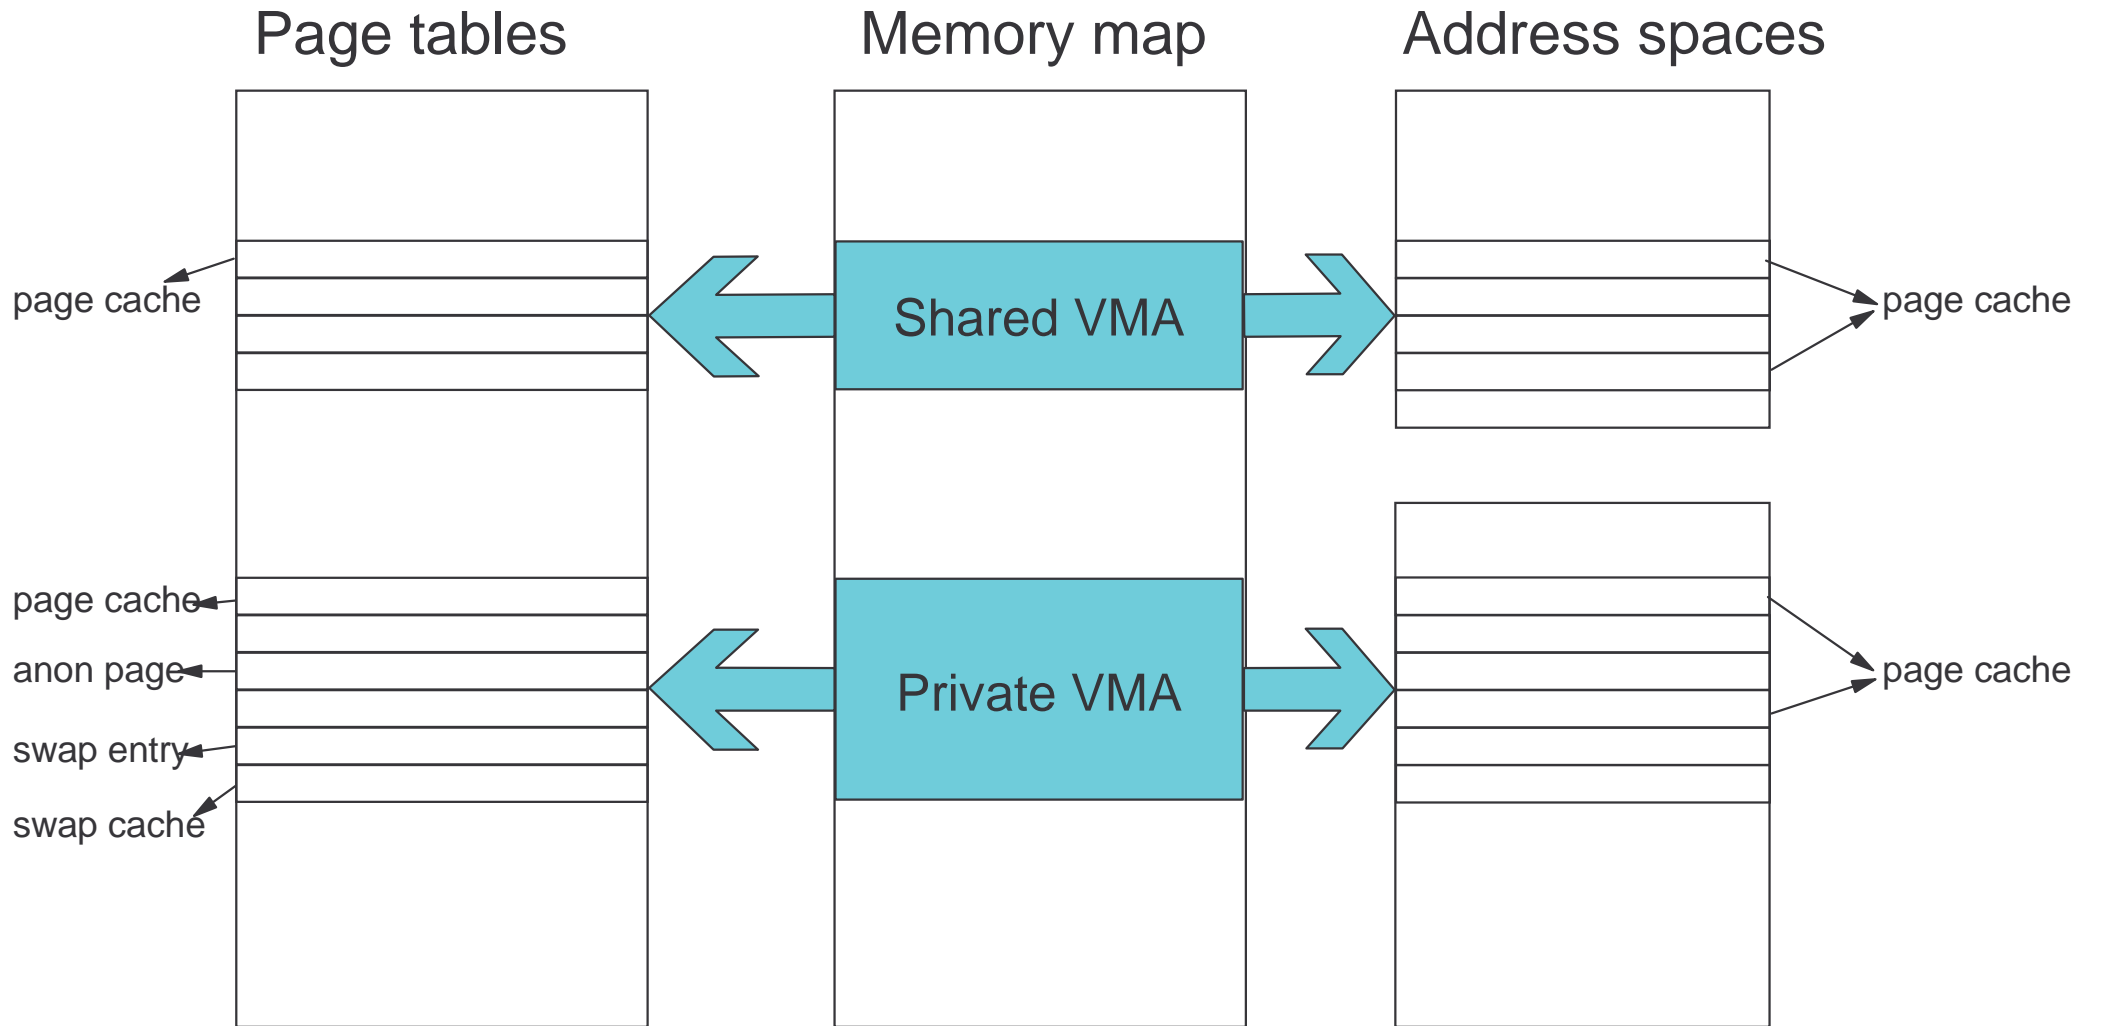 Page tables
Memory map
Address spaces
page cache
Shared VMA
page cache
page cache
anon page
swap entry
swap cache
Private VMA
page cache